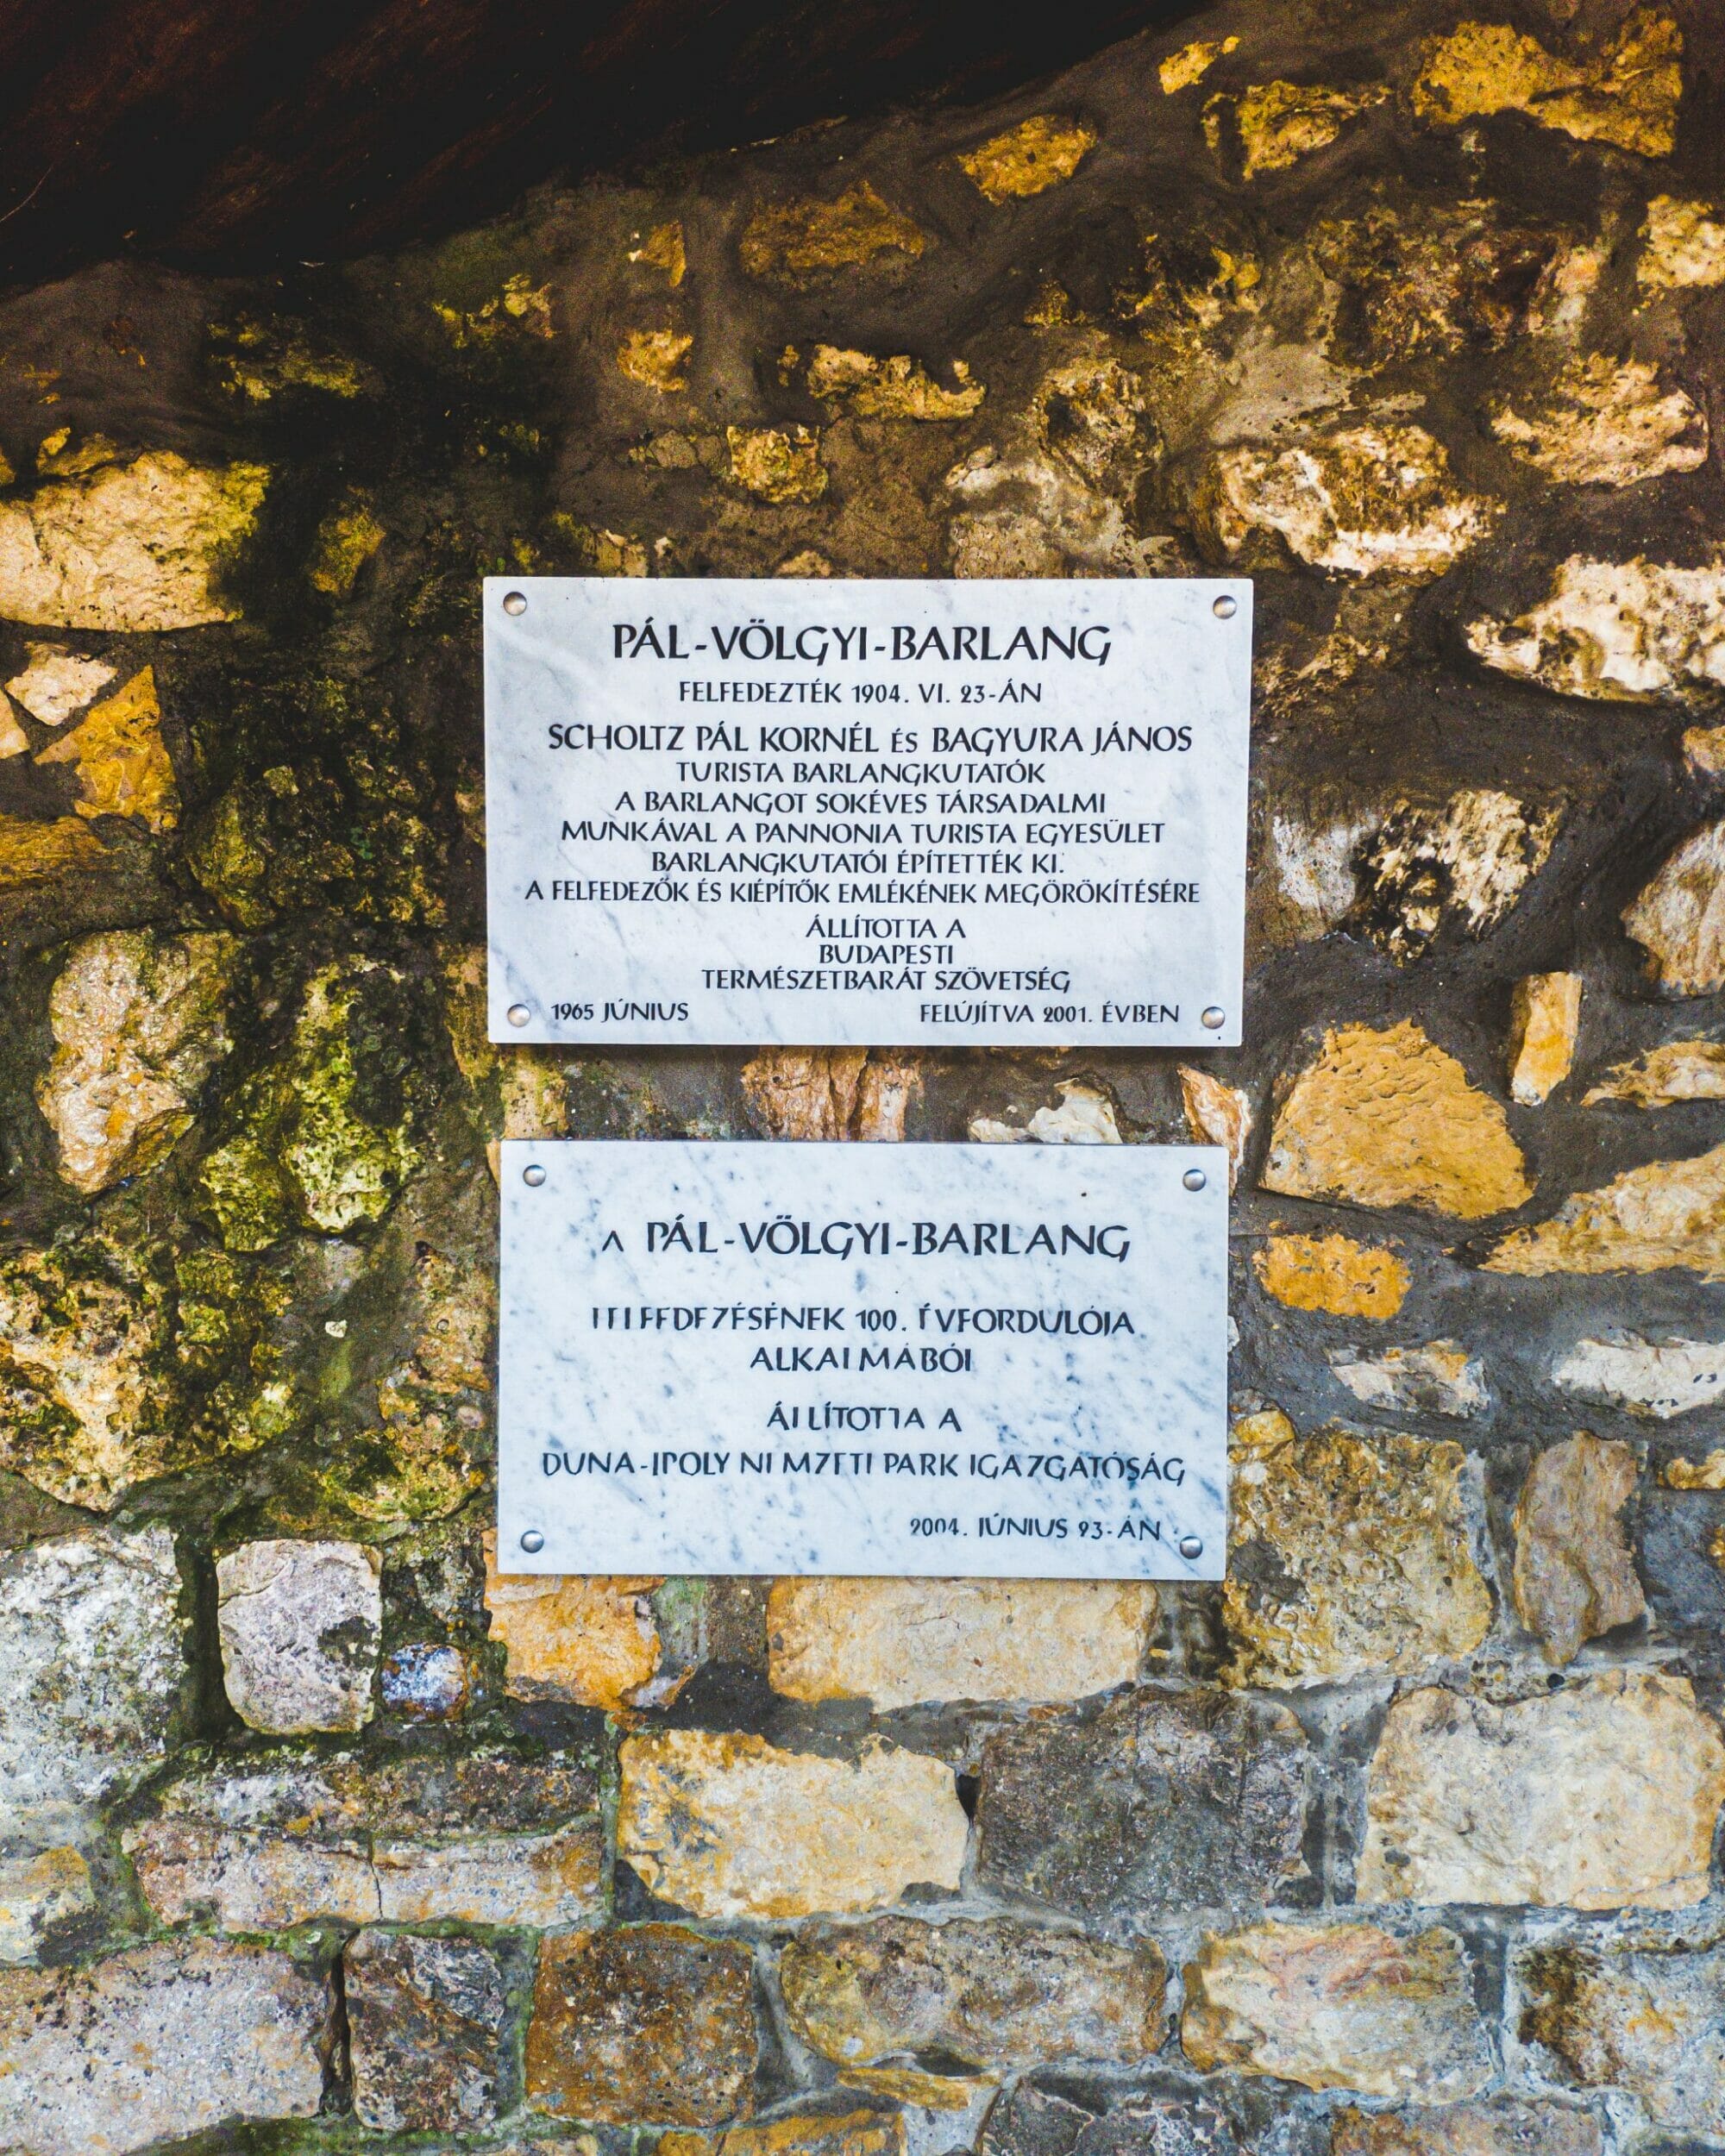 PÁL-VÖLGYI-BARLANG
FELFEDEZTÉK 1904. VI. 23-ÁN
SCHOLTZ PÁL KORNÉL ÉS BAGYURA JÁNOS
TURISTA BARLANGKUTATÓK
A BARLANGOT SOKÉVES TÁRSADALMI
MUNKÁVAL A PANNONIA TURISTA EGYESÜLET
BARLANGKUTATÓI ÉPÍTETTÉK KI.
A FELFEDEZŐK ÉS KIÉPÍTŐK EMLÉKÉNEK MEGÖRÖKÍTÉSÉRE
ÁLLÍTOTTA A
BUDAPESTI
TERMÉSZETBARÁT SZÖVETSÉG
1965 JÚNIUS FELÚJÍTVA 2001. ÉVBEN
A PÁL-VÖLGYI-BARLANG
FELFEDEZÉSÉNEK 100. ÉVFORDULÓJA
ALKALMÁBÓL
ÁLLÍTOTTA A
DUNA-IPOLY NEMZETI PARK IGAZGATÓSÁG
2004. JÚNIUS 23-ÁN